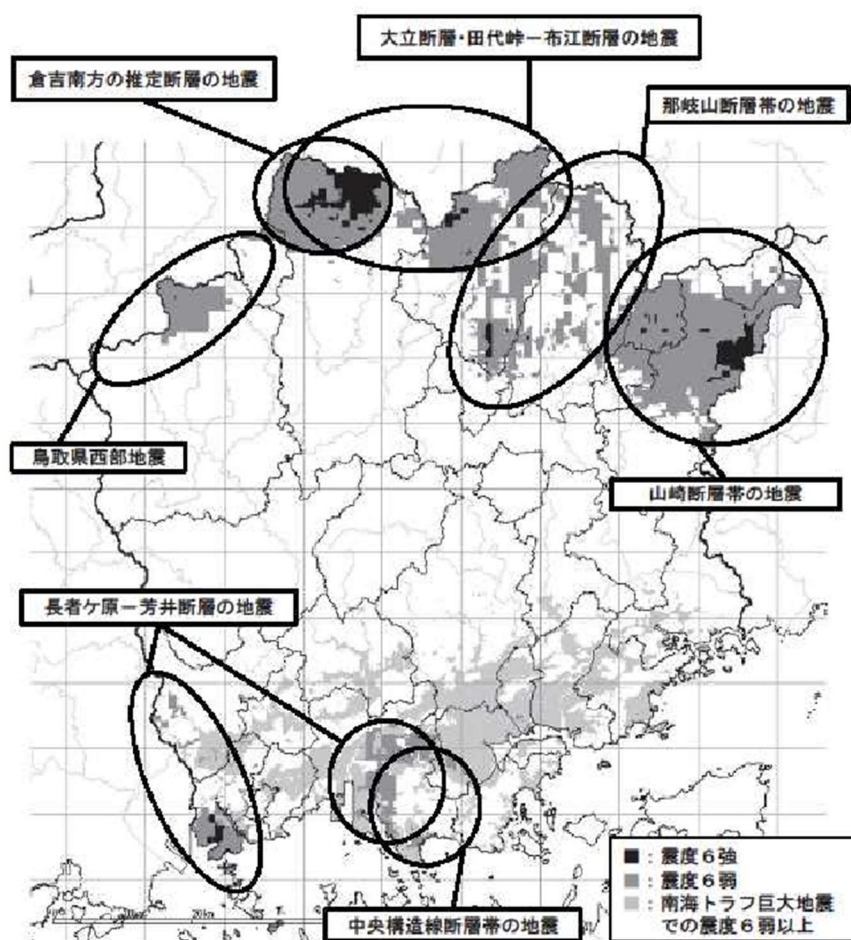 大立断層・田代峠－布江断層の地震
倉吉南方の推定断層の地震
那岐山断層帯の地震
鳥取県西部地震
山崎断層帯の地震
長者ケ原－芳井断層の地震
中央構造線断層帯の地震
：震度６強
：震度６弱
：南海トラフ巨大地震
での震度６弱以上